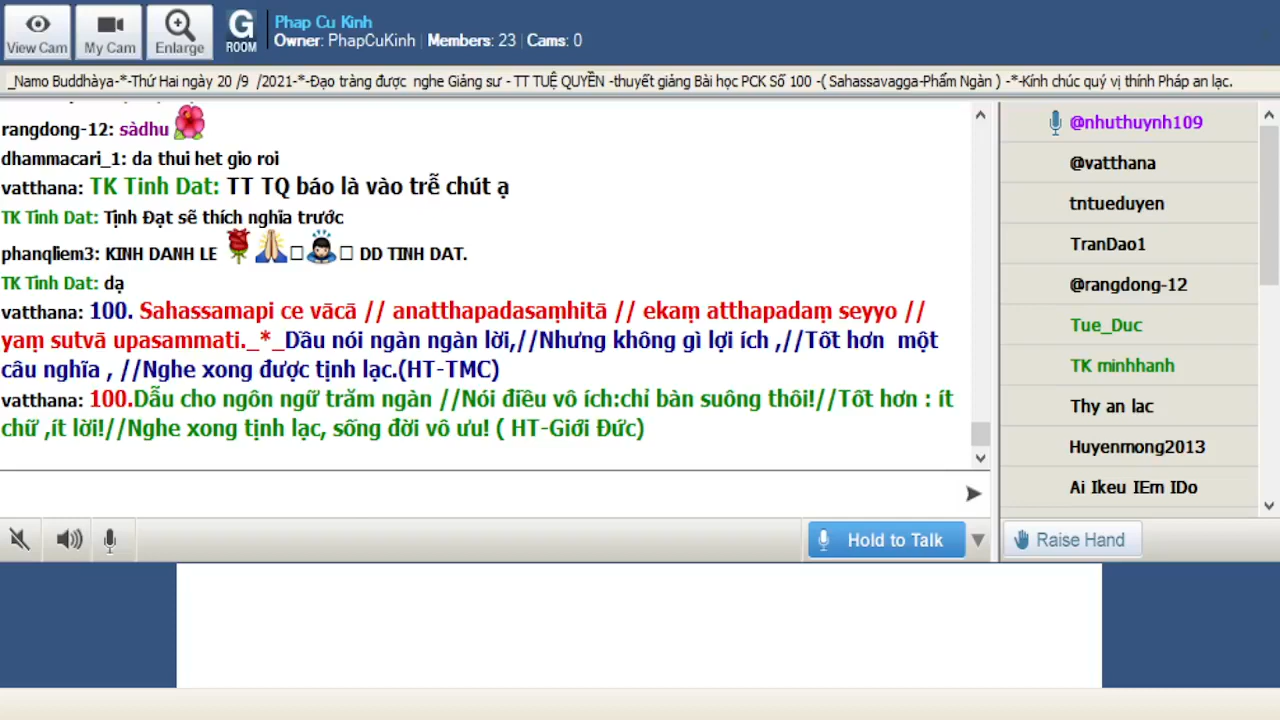 View Cam
My Cam
Enlarge
G
ROOM
Phap Cu Kinh
Owner: PhapCuKinh | Members: 23 | Cams: 0
_Namo Buddhàya-*-Thứ Hai ngày 20 /9 /2021-*-Đạo tràng được nghe Giảng sư - TT TUỆ QUYỀN -thuyết giảng Bài học PCK Số 100 -( Sahassavagga-Phẩm Ngàn ) -*-Kính chúc quý vị thính Pháp an lạc.
rangdong-12: sàdhu
dhammacari_1: da thui het gio roi
vatthana: TK Tinh Dat: TT TQ báo là vào trễ chút ạ
TK Tinh Dat: Tịnh Đạt sẽ thích nghĩa trước
phanqliem3: KINH DANH LE DD TINH DAT.
TK Tinh Dat: dạ
vatthana: 100. Sahassamapi ce vācā // anatthapadasaṃhitā // ekaṃ atthapadaṃ seyyo //
yaṃ sutvā upasammati._*_Dầu nói ngàn ngàn lời,//Nhưng không gì lợi ích ,//Tốt hơn một
câu nghĩa , //Nghe xong được tịnh lạc.(HT-TMC)
vatthana: 100.Dẫu cho ngôn ngữ trăm ngàn //Nói điều vô ích:chỉ bàn suông thôi!//Tốt hơn : ít
chữ ,ít lời!//Nghe xong tịnh lạc, sống đời vô ưu! ( HT-Giới Đức)
@nhuthuynh109
@vatthana
tntueduyen
TranDao1
@rangdong-12
Tue_Duc
TK minhhanh
Thy an lac
Huyenmong2013
Ai Ikeu IEm IDo
Hold to Talk
Raise Hand